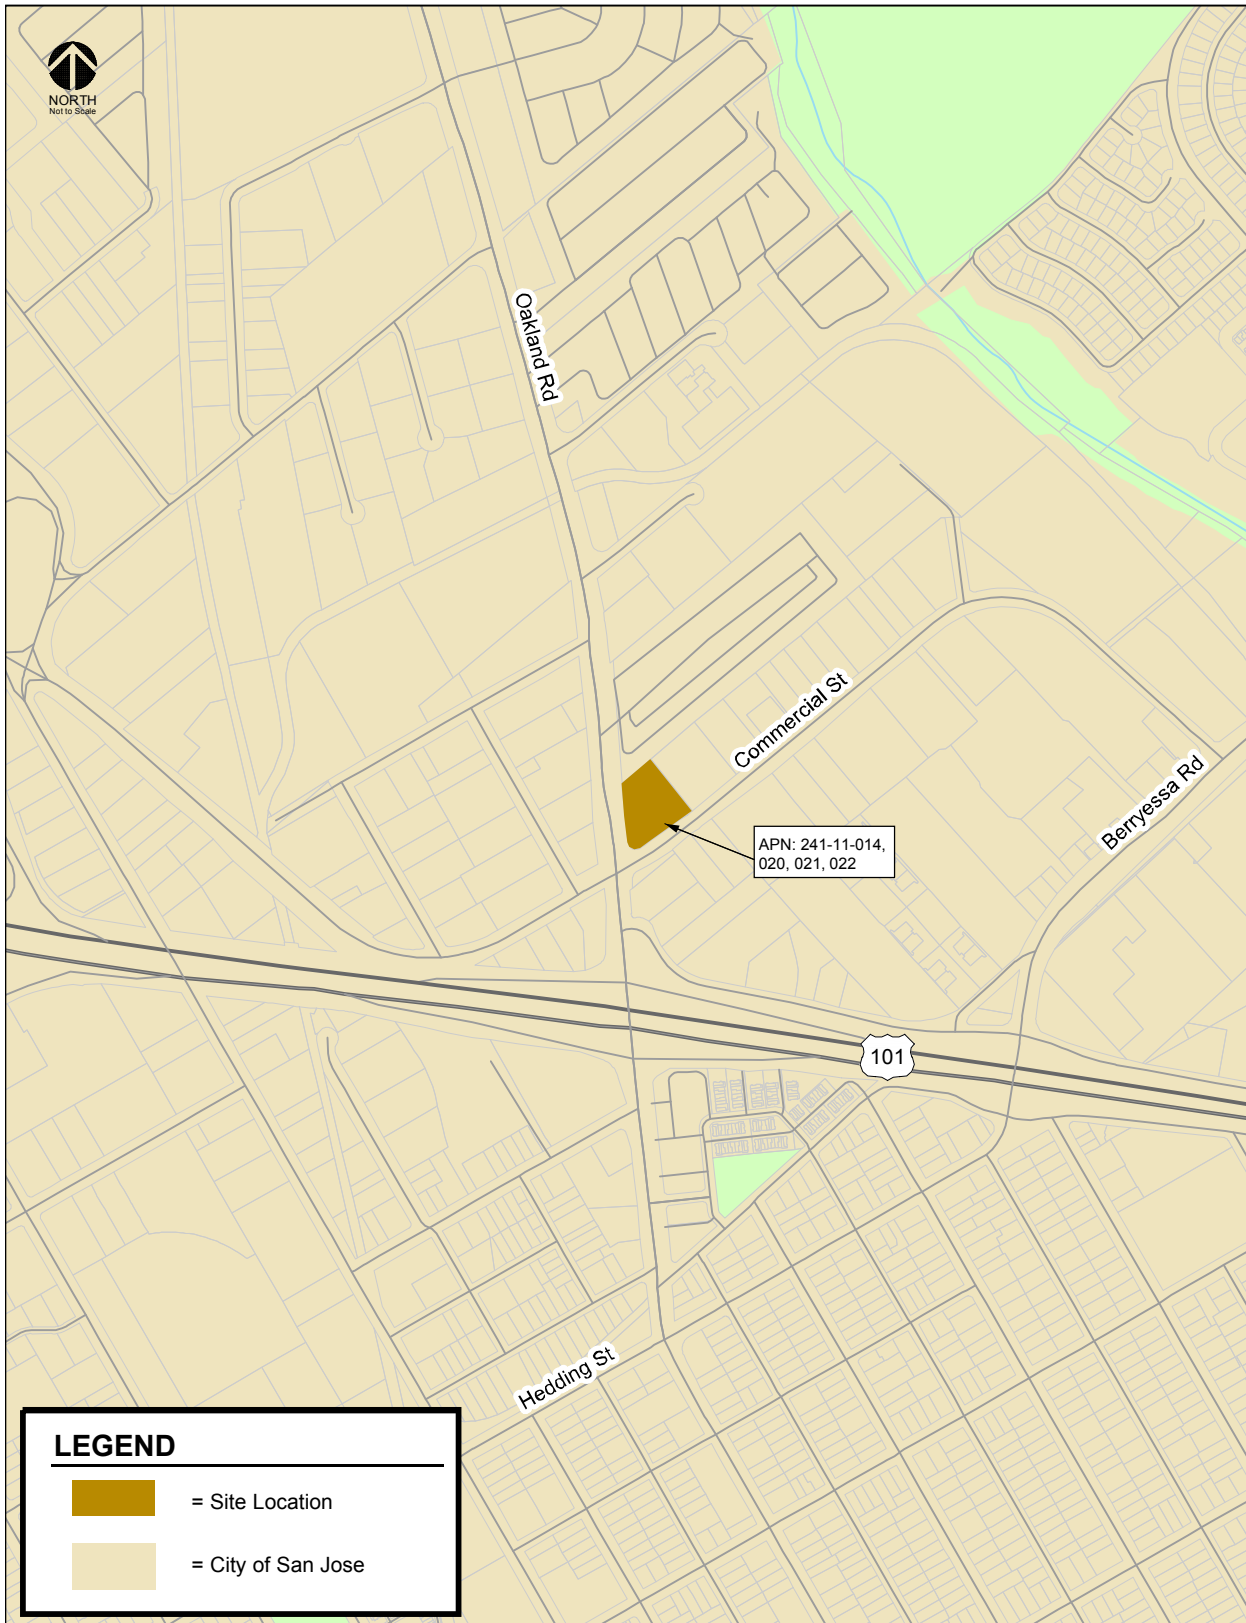 NORTH
Not to Scale
Oakland Rd
Commercial St
Berryessa Rd
APN: 241-11-014,
020, 021, 022
101
Hedding St
LEGEND
= Site Location
= City of San Jose